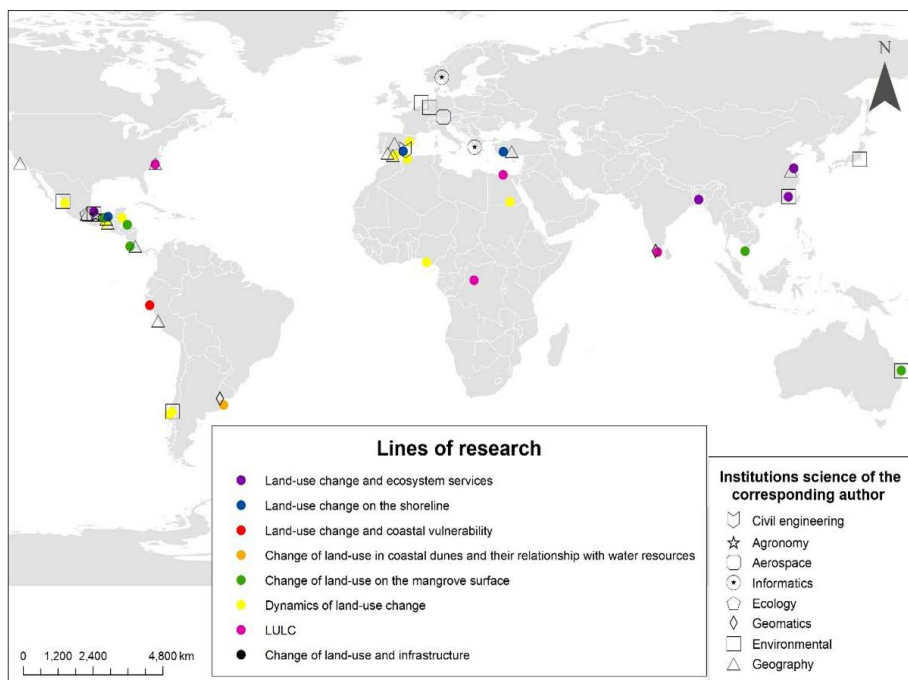 N
Lines of research
Land-use change and ecosystem services
Land-use change on the shoreline
Land-use change and coastal vulnerability
Change of land-use in coastal dunes and their relationship with water resources
Change of land-use on the mangrove surface
Dynamics of land-use change
LULC
Change of land-use and infrastructure
Institutions science of the
corresponding author
Civil engineering
Agronomy
Aerospace
Informatics
Ecology
Geomatics
Environmental
Geography
0 1,200 2,400 4,800 km